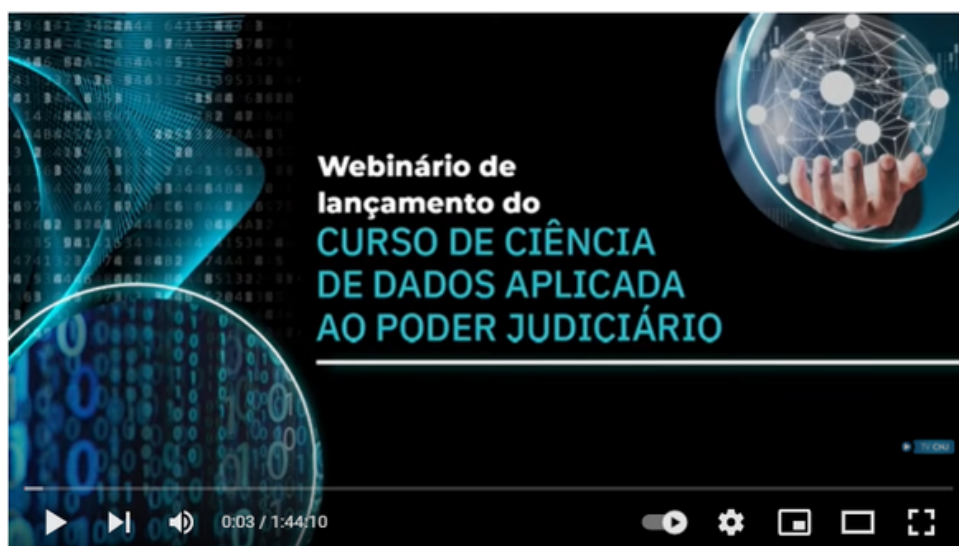 Webinário de
lançamento do
CURSO DE CIÊNCIA
DE DADOS APLICADA
AO PODER JUDICIÁRIO
TV CNJ
0:03 / 1:44:10